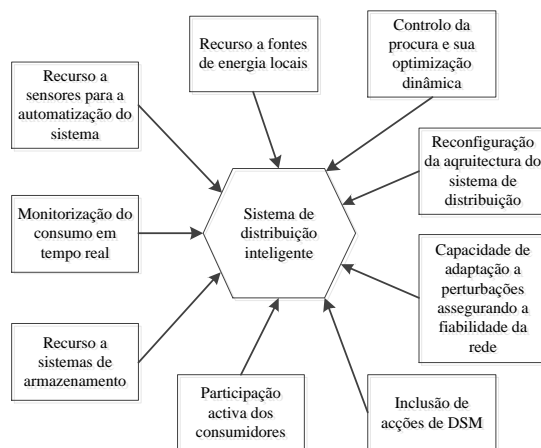 Recurso a fontes
de energia locais
Controlo da
procura e sua
optimização
dinâmica
Recurso a
sensores para a
automatização do
sistema
Reconfiguração
da aqruitectura do
sistema de
distribuição
Monitorização do
consumo em
tempo real
Sistema de
distribuição
inteligente
Capacidade de
adaptação a
perturbações
assegurando a
fiabilidade da
rede
Recurso a
sistemas de
armazenamento
Participação
activa dos
consumidores
Inclusão de
acções de DSM